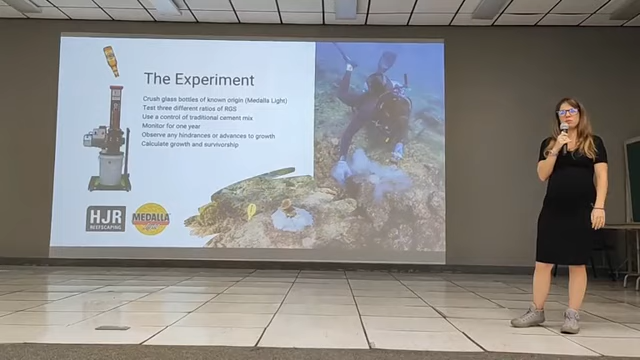 The Experiment
Crush glass bottles of known origin (Medalla Light)
Test three different ratios of RGS
Use a control of traditional cement mix
Monitor for one year
Observe any hindrances or advances to growth
Calculate growth and survivorship
HJR
REEFSCAPING
MEDALLA